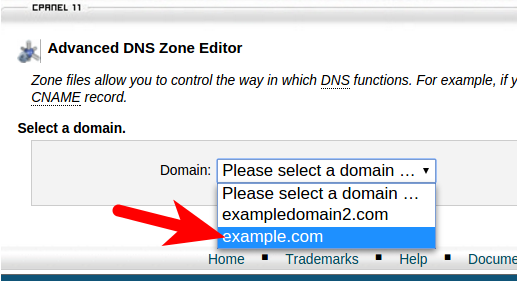 CPANEL 11
Advanced DNS Zone Editor
Zone files allow you to control the way in which DNS functions. For example, if y
CNAME record.
Select a domain.
Domain: Please select a domain ...
Please select a domain ...
exampledomain2.com
example.com
Home Trademarks Help Docume